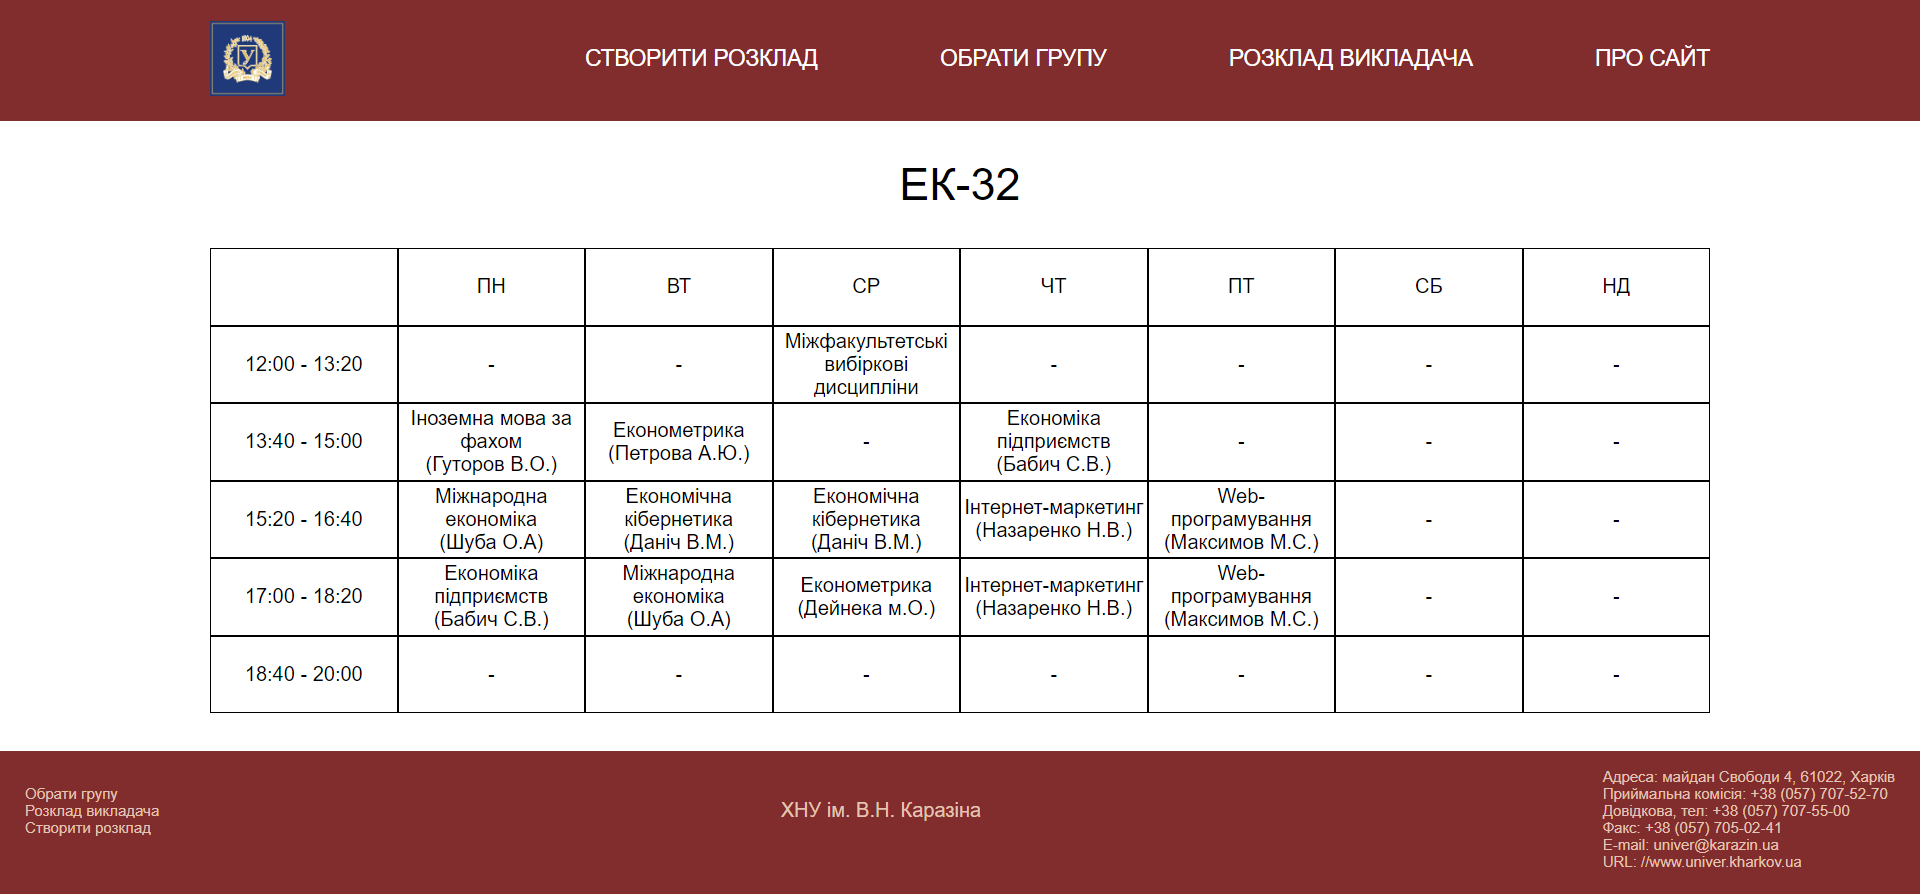 СТВОРИТИ РОЗКЛАД ОБРАТИ ГРУПУ РОЗКЛАД ВИКЛАДАЧА ПРО САЙТ
ЕК-32
ПН ВТ СР ЧТ ПТ СБ НД
12:00 - 13:20
-
-
Міжфакультетські
вибіркові
дисципліни
-
-
-
-
13:40 - 15:00
Іноземна мова за
фахом
(Гуторов В.О.)
Економетрика
(Петрова А.Ю.)
-
Економіка
підприємств
(Бабич С.В.)
-
-
-
15:20 - 16:40
Міжнародна
економіка
(Шуба О.А)
Економічна
кібернетика
(Даніч В.М.)
Економічна
кібернетика
(Даніч В.М.)
Інтернет-маркетинг
(Назаренко Н.В.)
Web-
програмування
(Максимов М.С.)
-
-
17:00 - 18:20
Економіка
підприємств
(Бабич С.В.)
Міжнародна
економіка
(Шуба О.А)
Економетрика
(Дейнека м.О.)
Інтернет-маркетинг
(Назаренко Н.В.)
Web-
програмування
(Максимов М.С.)
-
-
18:40 - 20:00
-
-
-
-
-
-
-
Обрати групу
Розклад викладача
Створити розклад
ХНУ ім. В.Н. Каразіна
Адреса: майдан Свободи 4, 61022, Харків
Приймальна комісія: +38 (057) 707-52-70
Довідкова, тел: +38 (057) 707-55-00
Факс: +38 (057) 705-02-41
E-mail: univer@karazin.ua
URL: //www.univer.kharkov.ua